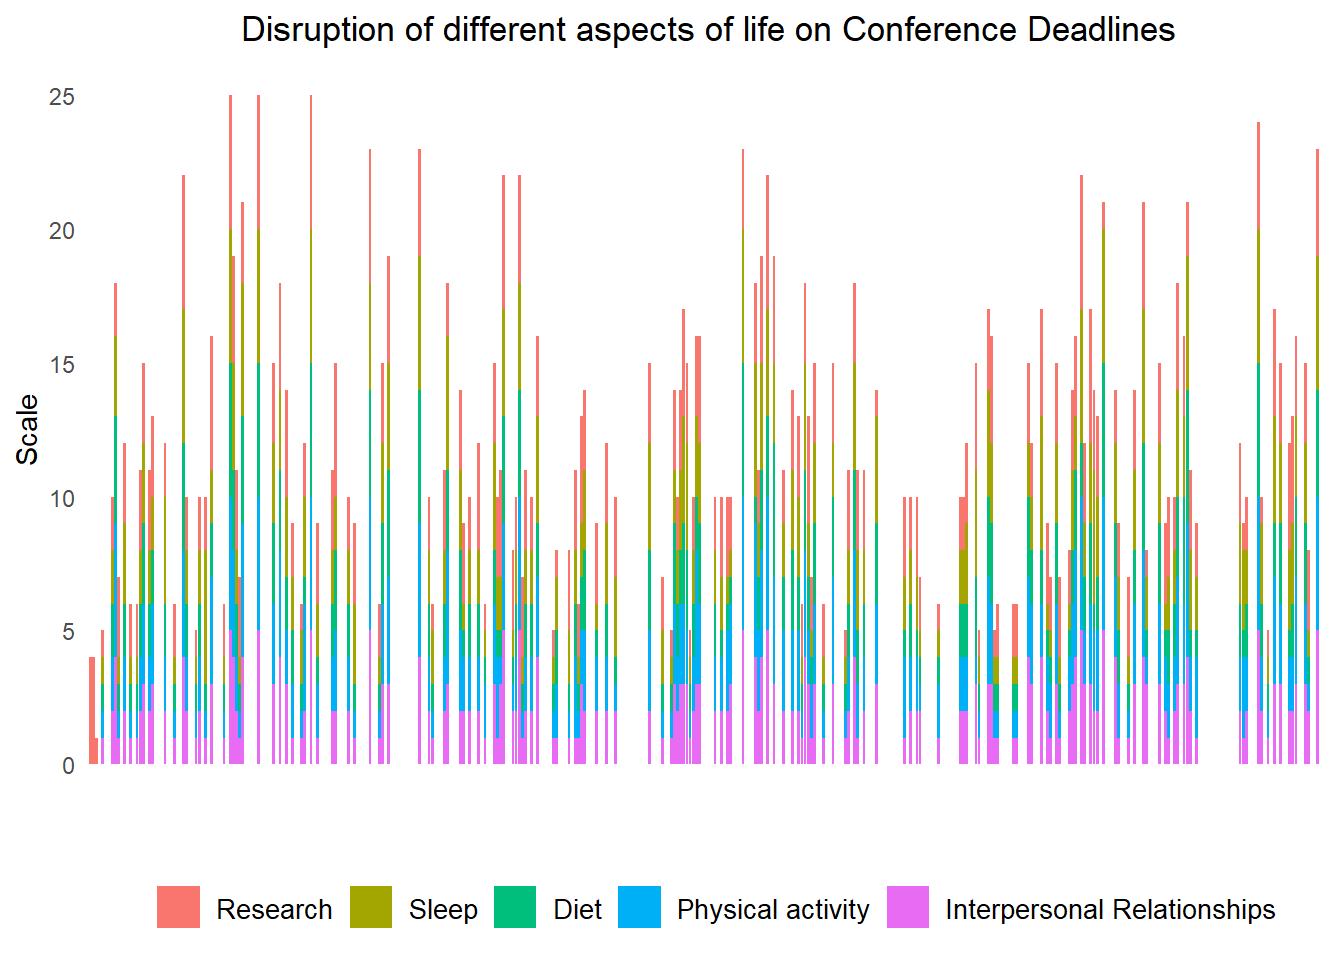 Disruption of different aspects of life on Conference Deadlines
Scale
25
20
15
10
5
0
Research Sleep Diet Physical activity Interpersonal Relationships